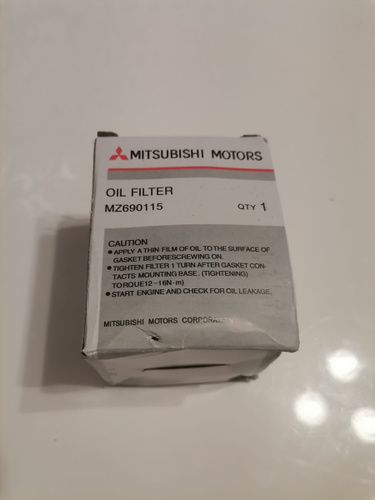 MITSUBISHI MOTORS
OIL FILTER
MZ690115 QTY 1
CAUTION
● APPLY A THIN FILM OF OIL TO THE SURFACE OF
GASKET BEFORESCREWING ON.
● TIGHTEN FILTER 1 TURN AFTER GASKET CON-
TACTS MOUNTING BASE. (TIGHTENING)
TOROUE12~16N·m)
● START ENGINE AND CHECK FOR OIL LEAKAGE.
MITSUBISHI MOTORS